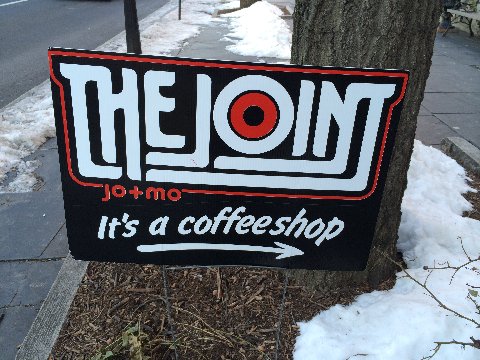 THE JOINT
jo+mo
It's a coffeeshop